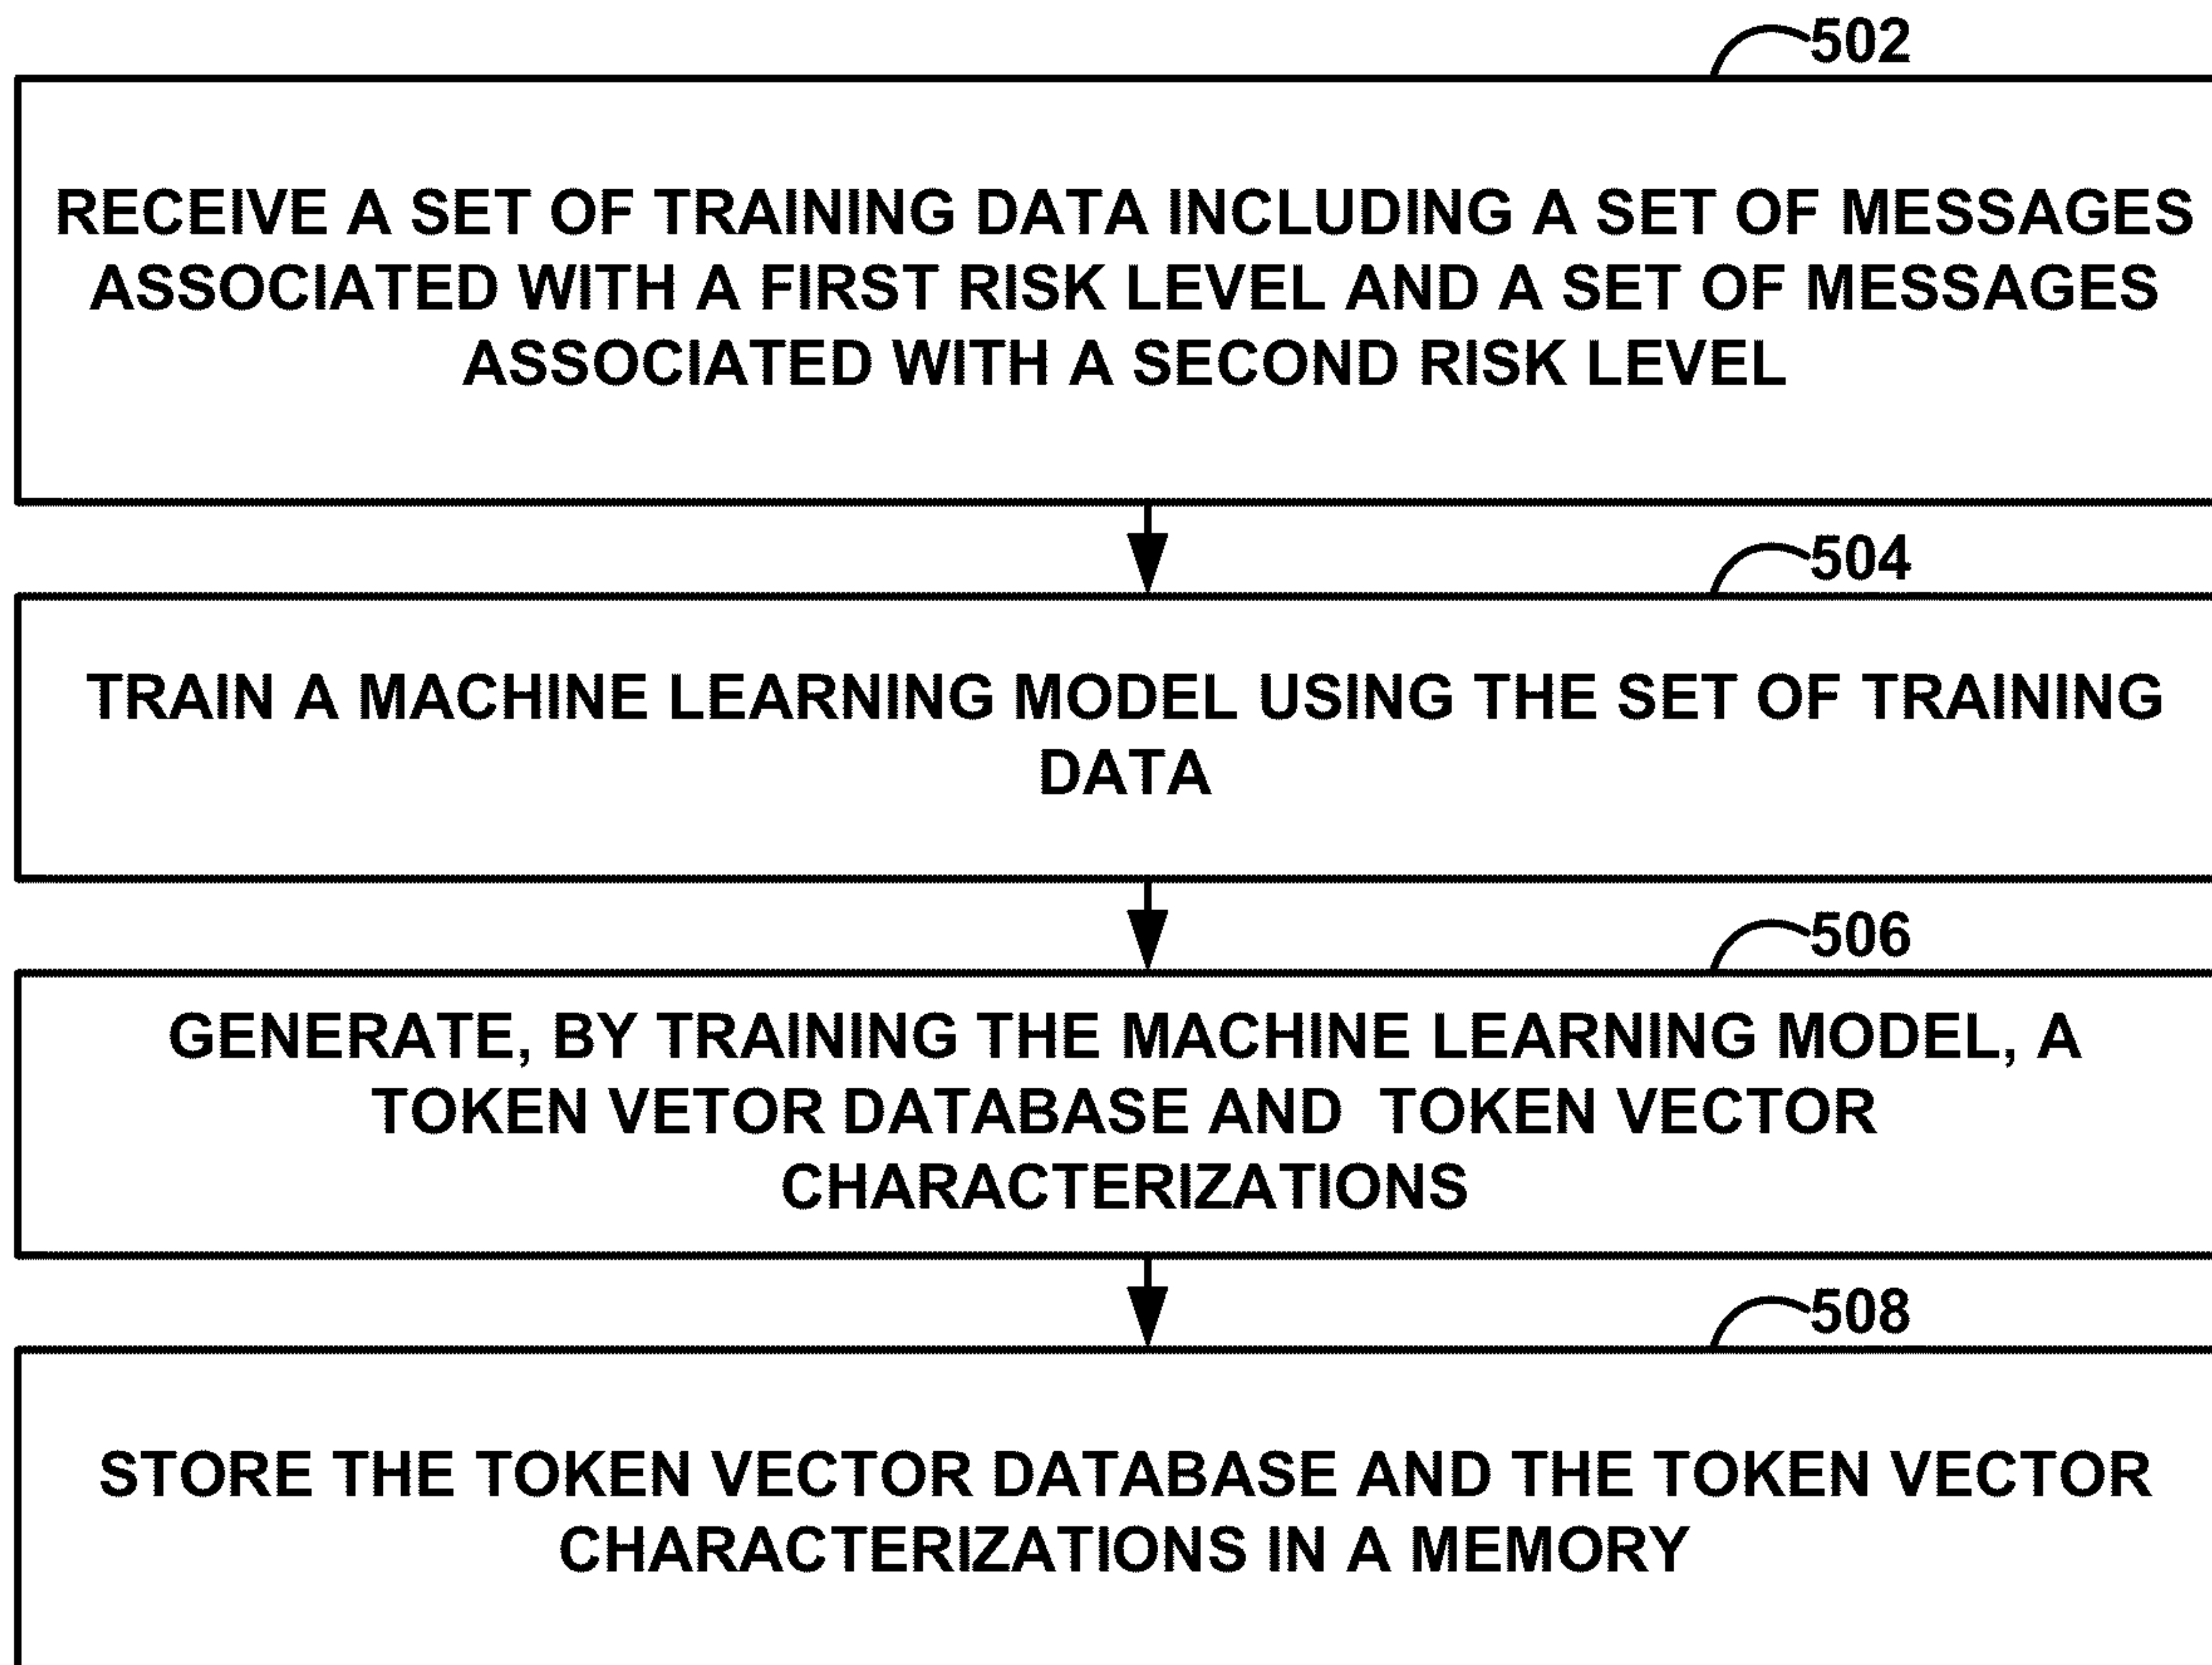 502
RECEIVE A SET OF TRAINING DATA INCLUDING A SET OF MESSAGES
ASSOCIATED WITH A FIRST RISK LEVEL AND A SET OF MESSAGES
ASSOCIATED WITH A SECOND RISK LEVEL
504
TRAIN A MACHINE LEARNING MODEL USING THE SET OF TRAINING
DATA
506
GENERATE, BY TRAINING THE MACHINE LEARNING MODEL, A
TOKEN VETOR DATABASE AND TOKEN VECTOR
CHARACTERIZATIONS
508
STORE THE TOKEN VECTOR DATABASE AND THE TOKEN VECTOR
CHARACTERIZATIONS IN A MEMORY